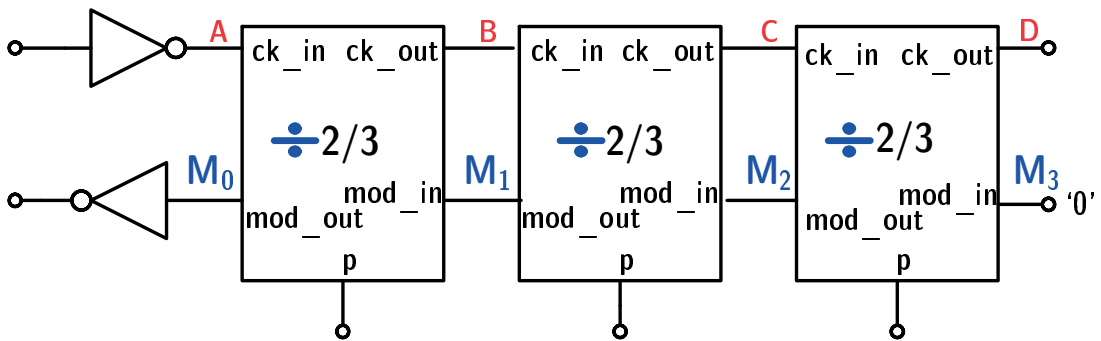 A
B
C
D
ck_in ck_out
ck_in ck_out
ck_in ck_out
÷2/3
÷2/3
÷2/3
M0
M1
M2
M3
mod_in
mod_in
mod_in
'0'
mod_out
mod_out
mod_out
p
p
p